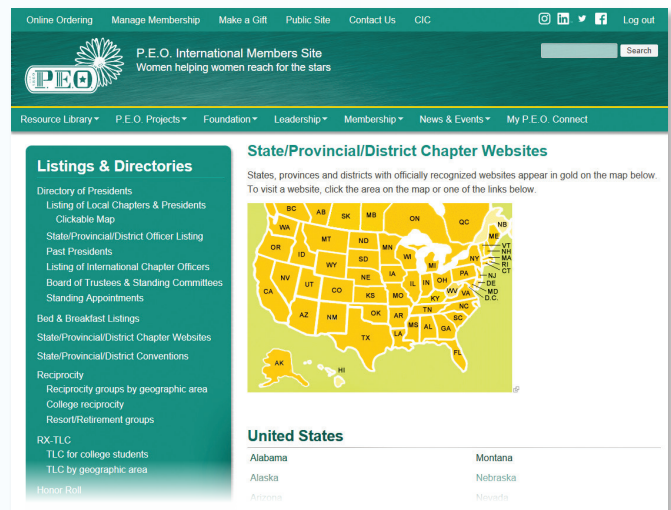 Online Ordering Manage Membership Make a Gift Public Site Contact Us CIC Log out
PEO
P.E.O. International Members Site
Women helping women reach for the stars
Search
Resource Library P.E.O. Projects Foundation Leadership Membership News & Events My P.E.O. Connect
Listings & Directories
Directory of Presidents
Listing of Local Chapters & Presidents
Clickable Map
State/Provincial/District Officer Listing
Past Presidents
Listing of International Chapter Officers
Board of Trustees & Standing Committees
Standing Appointments
Bed & Breakfast Listings
State/Provincial/District Chapter Websites
State/Provincial/District Conventions
Reciprocity
Reciprocity groups by geographic area
College reciprocity
Resort/Retirement groups
RX-TLC
TLC for college students
TLC by geographic area
Honor Roll
State/Provincial/District Chapter Websites
States, provinces and districts with officially recognized websites appear in gold on the map below.
To visit a website, click the area on the map or one of the links below.
BC AB SK MB ON QC NB
WA MT ND MN WI MI NY ME
VT
NH
MA
RI
CT
OR ID WY SD IA IL IN OH PA NJ
DE
MD
D.C.
NV UT CO NE KS MO KY WV VA
CA AZ NM OK AR TN NC
SC
TX LA MS AL GA
FL
AK HI
United States
Alabama Montana
Alaska Nebraska
Arizona Nevada